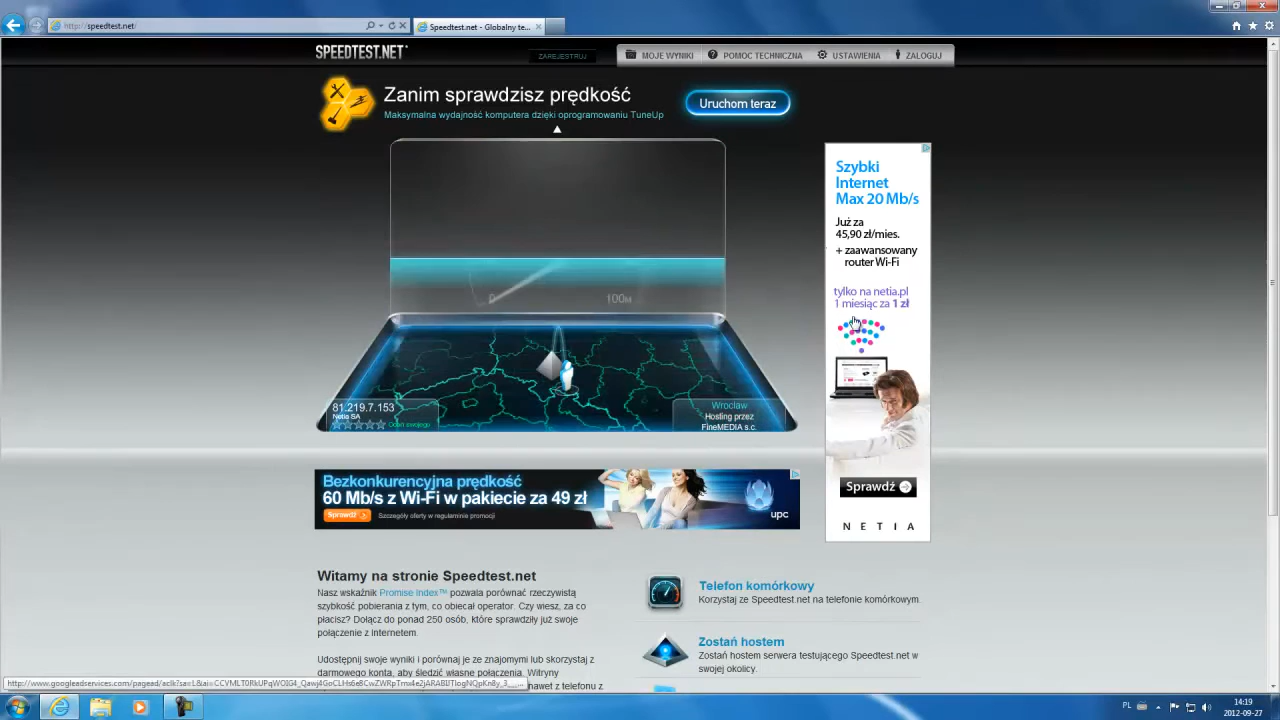 http://speedtest.net/
Speedtest.net - Globalny te...
SPEEDTEST.NET
ZAREJESTRUJ
MOJE WYNIKI
POMOC TECHNICZNA
USTAWIENIA
ZALOGUJ
Zanim sprawdzisz prędkość
Maksymalna wydajność komputera dzięki oprogramowaniu TuneUp
Uruchom teraz
Szybki
Internet
Max 20 Mb/s
Już za
45,90 zł/mies.
+ zaawansowany
router Wi-Fi
tylko na netia.pl
1 miesiąc za 1 zł
Sprawdź
NETIA
0
100M
81.219.7.153
Netia SA
Oceń swojego
Wrocław
Hosting przez
FineMEDIA s.c.
Bezkonkurencyjna prędkość
60 Mb/s z Wi-Fi w pakiecie za 49 zł
Sprawdź
Szczegóły oferty w regulaminie promocji
upc
Witamy na stronie Speedtest.net
Nasz wskaźnik Promise Index™ pozwala porównać rzeczywistą
szybkość pobierania z tym, co obiecał operator. Czy wiesz, za co
płacisz? Dołącz do ponad 250 osób, które sprawdziły już swoje
połączenie z Internetem.
Udostępnij swoje wyniki i porównaj je ze znajomymi lub skorzystaj z
darmowego konta, aby śledzić własne połączenia. Witryny
nawet z telefonu z
Telefon komórkowy
Korzystaj ze Speedtest.net na telefonie komórkowym.
Zostań hostem
Zostań hostem serwera testującego Speedtest.net w
swojej okolicy.
PL
14:19
2012-09-27